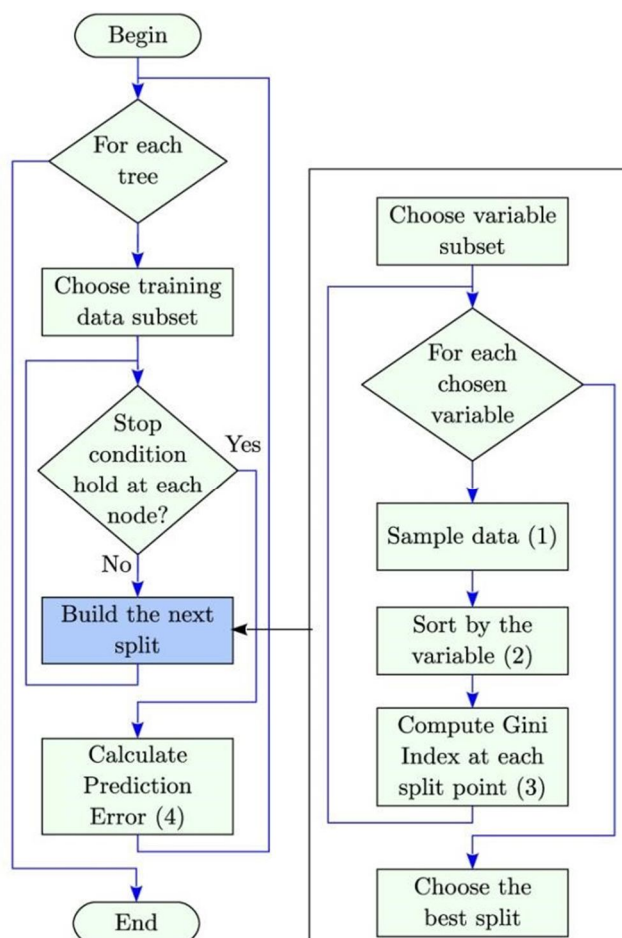 Begin
For each
tree
Choose training
data subset
Stop
condition
hold at each
node?
Yes
No
Build the next
split
Calculate
Prediction
Error (4)
End
Choose variable
subset
For each
chosen
variable
Sample data (1)
Sort by the
variable (2)
Compute Gini
Index at each
split point (3)
Choose the
best split